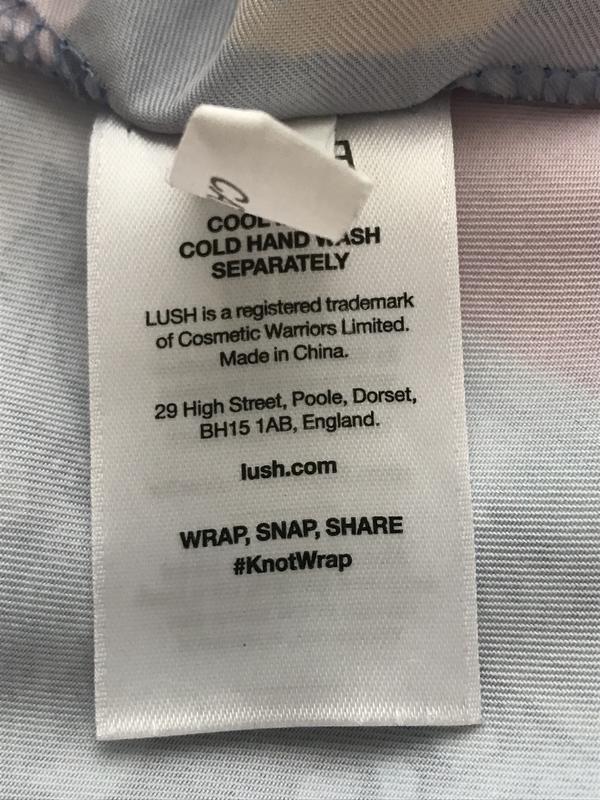 COOL
COLD HAND WASH
SEPARATELY
LUSH is a registered trademark
of Cosmetic Warriors Limited.
Made in China.
29 High Street, Poole, Dorset,
BH15 1AB, England.
lush.com
WRAP, SNAP, SHARE
#KnotWrap